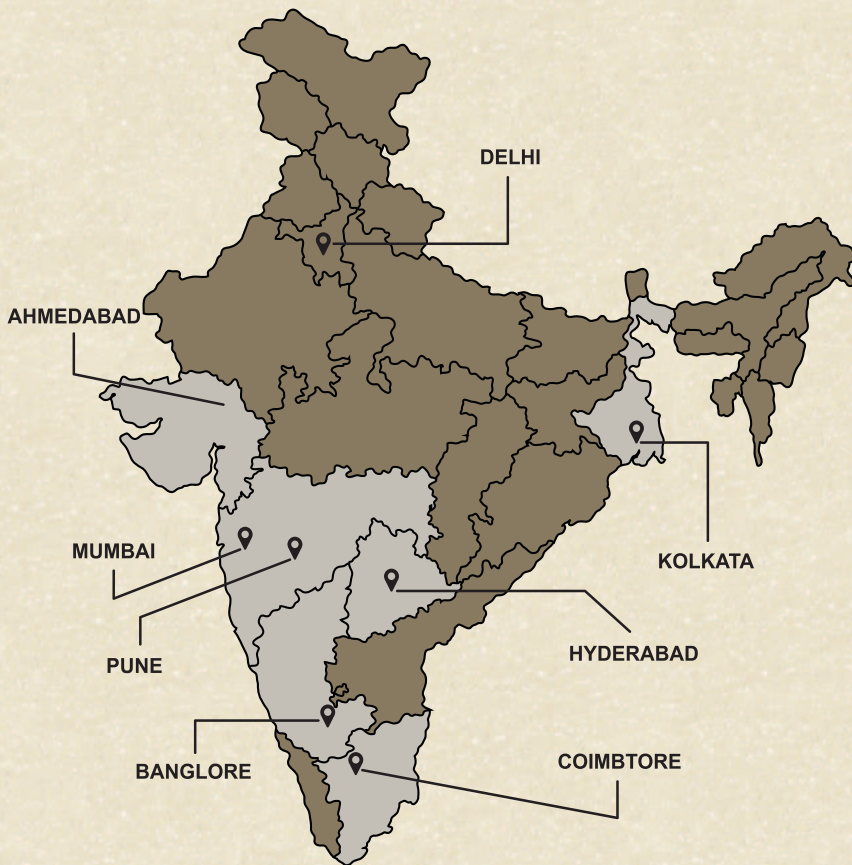 DELHI
AHMEDABAD
MUMBAI
KOLKATA
PUNE
HYDERABAD
BANGLORE
COIMBTORE